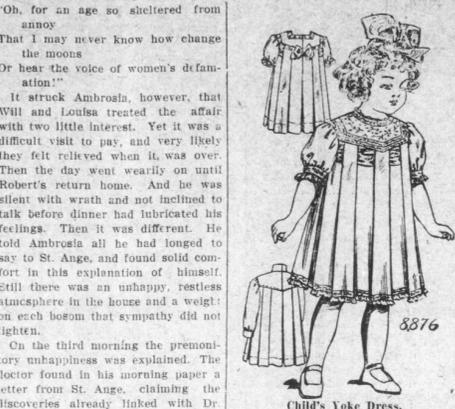 "Oh, for an age so sheltered from
annoy
That I may never know how change
the moons
Or hear the voice of women's defam-
ation!"
It struck Ambrosia, however, that
Will and Louisa treated the affair
with two little interest. Yet it was a
difficult visit to pay, and very likely
they felt relieved when it, was over.
Then the day went wearily on until
Robert's return home. And he was
silent with wrath and not inclined to
talk before dinner had lubricated his
feelings. Then it was different. He
told Ambrosia all he had longed to
say to St. Ange, and found solid com-
fort in this explanation of himself.
Still there was an unhappy, restless
atmosphere in the house and a weight
on each bosom that sympathy did not
lighten.
On the third morning the premoni-
tory unhappiness was explained. The
doctor found in his morning paper a
letter from St. Ange, claiming the
discoveries already linked with Dr.
8,876
Child's Yoke Dress.